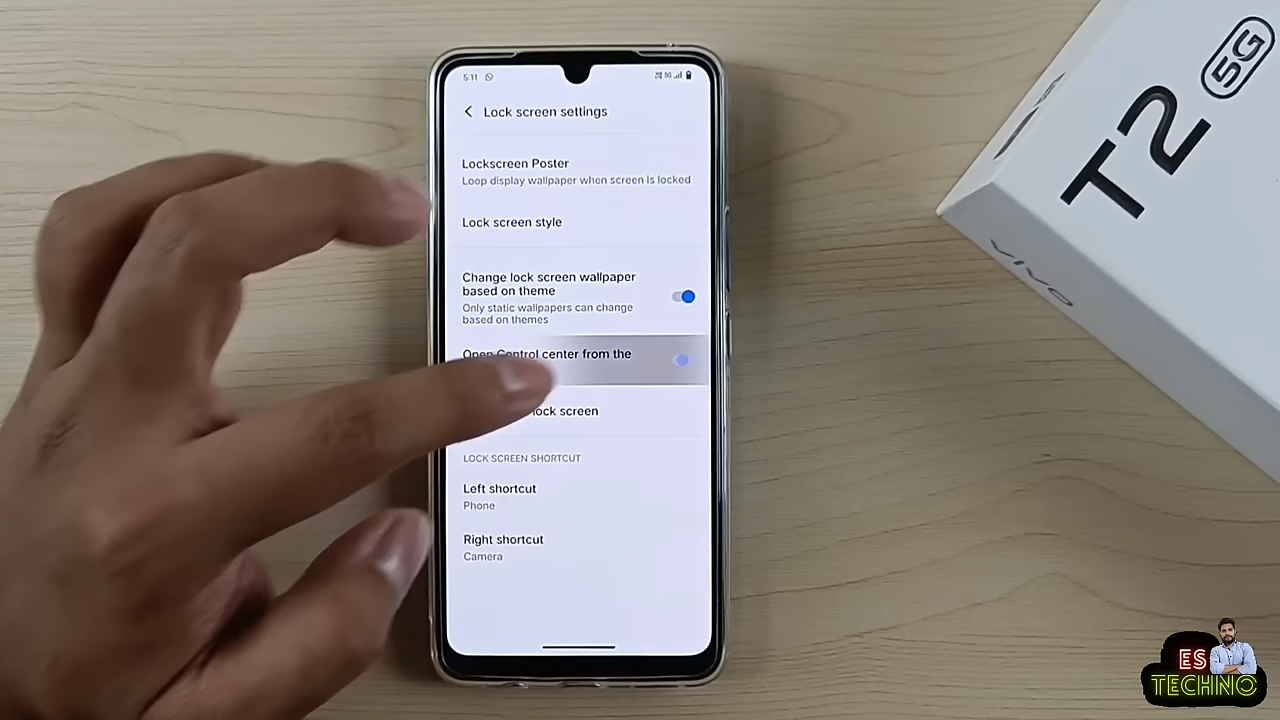 5:11
5G
Lock screen settings
Lockscreen Poster
Loop display wallpaper when screen is locked
Lock screen style
Change lock screen wallpaper
based on theme
Only static wallpapers can change
based on themes
Open Control center from the
lock screen
LOCK SCREEN SHORTCUT
Left shortcut
Phone
Right shortcut
Camera
T2 5G
vivo
ES
TECHNO